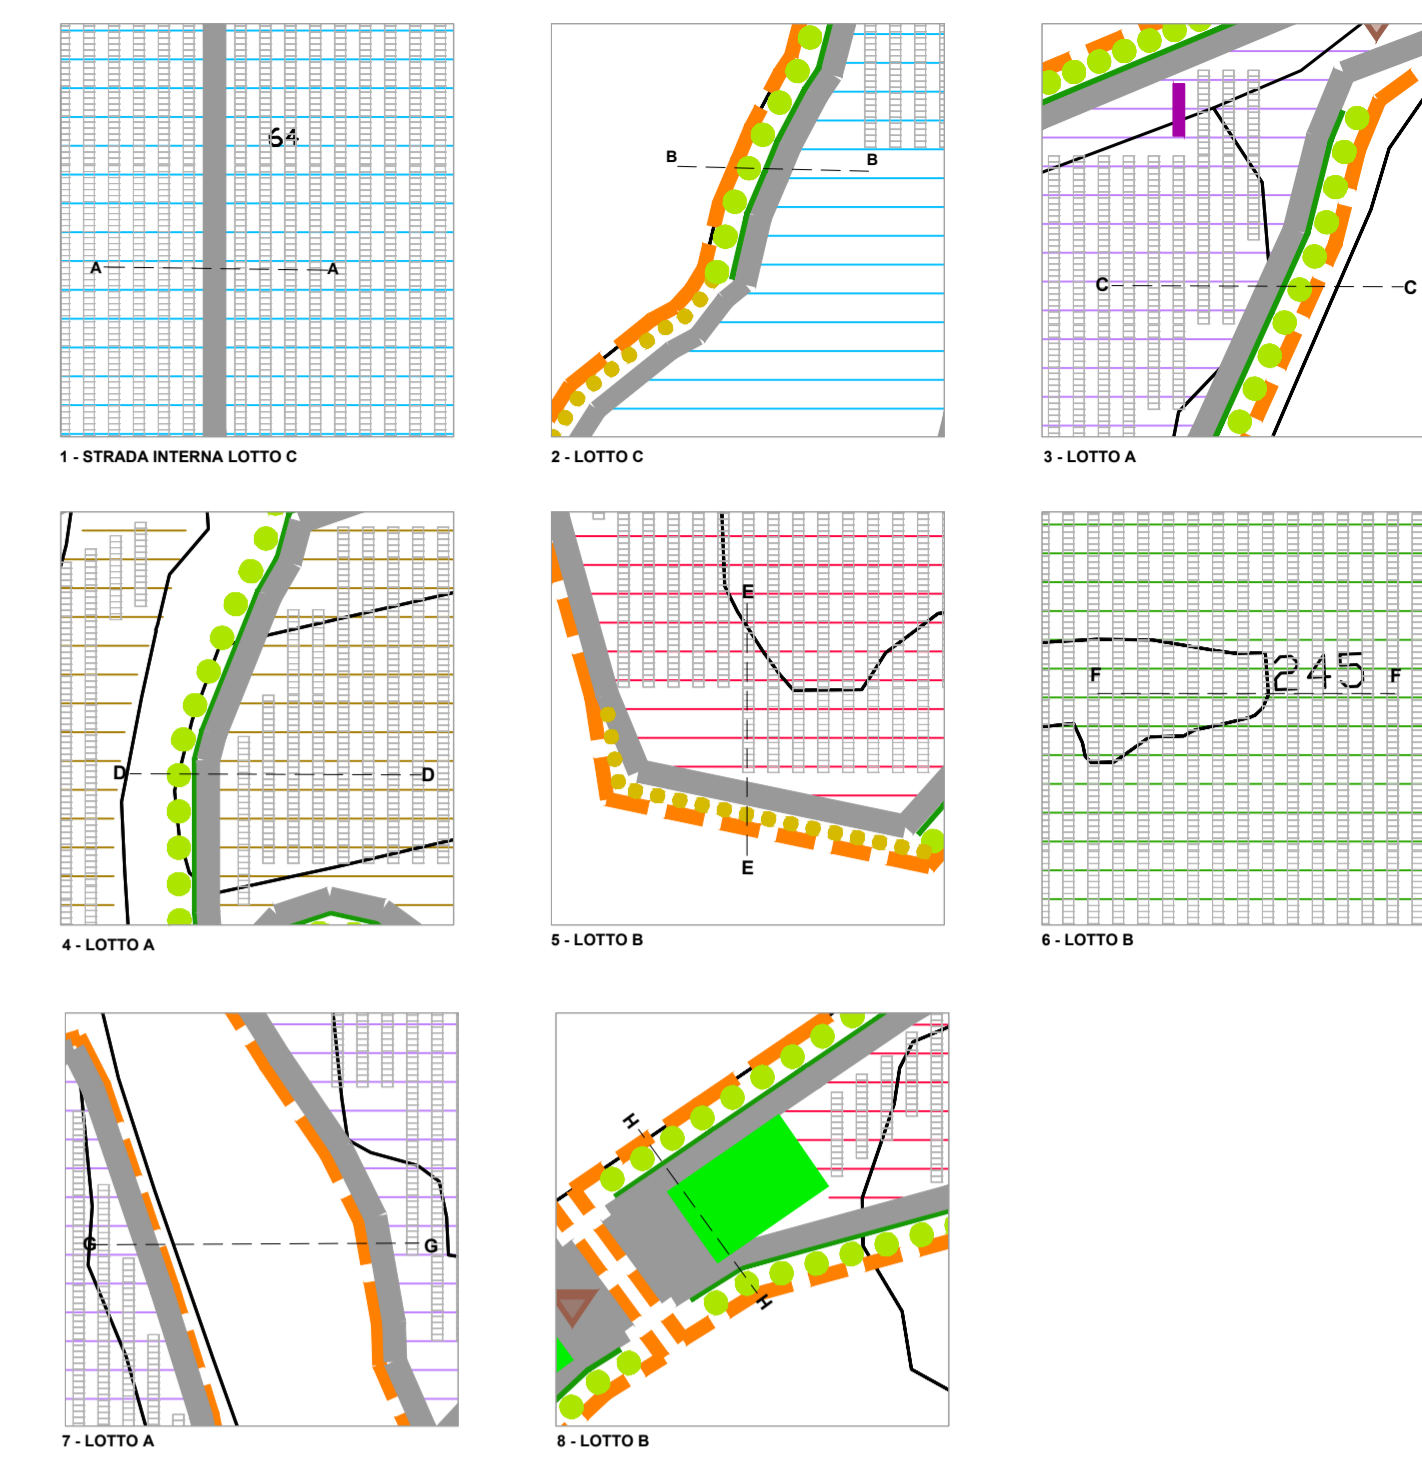 64
A A
1 - STRADA INTERNA LOTTO C
B B
2 - LOTTO C
C C
3 - LOTTO A
D D
4 - LOTTO A
E
E
5 - LOTTO B
245
F F
6 - LOTTO B
G G
7 - LOTTO A
H
H
8 - LOTTO B